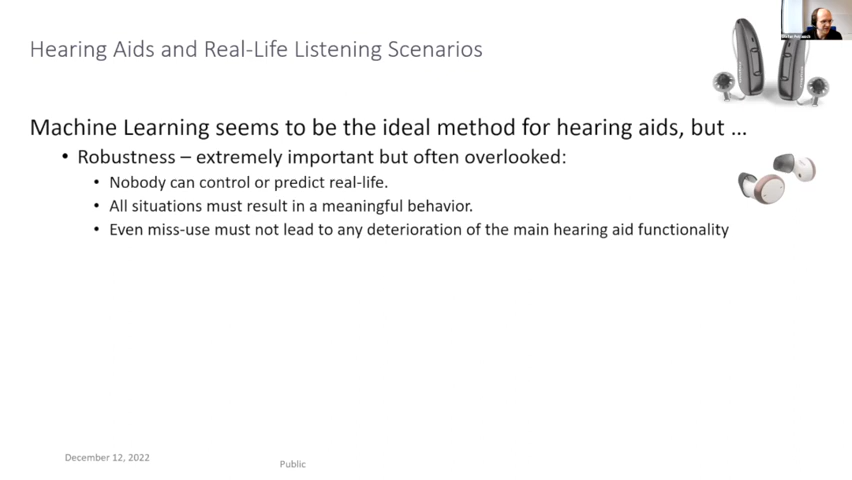 Hearing Aids and Real-Life Listening Scenarios
Machine Learning seems to be the ideal method for hearing aids, but ...
• Robustness – extremely important but often overlooked:
• Nobody can control or predict real-life.
• All situations must result in a meaningful behavior.
• Even miss-use must not lead to any deterioration of the main hearing aid functionality
December 12, 2022
Public